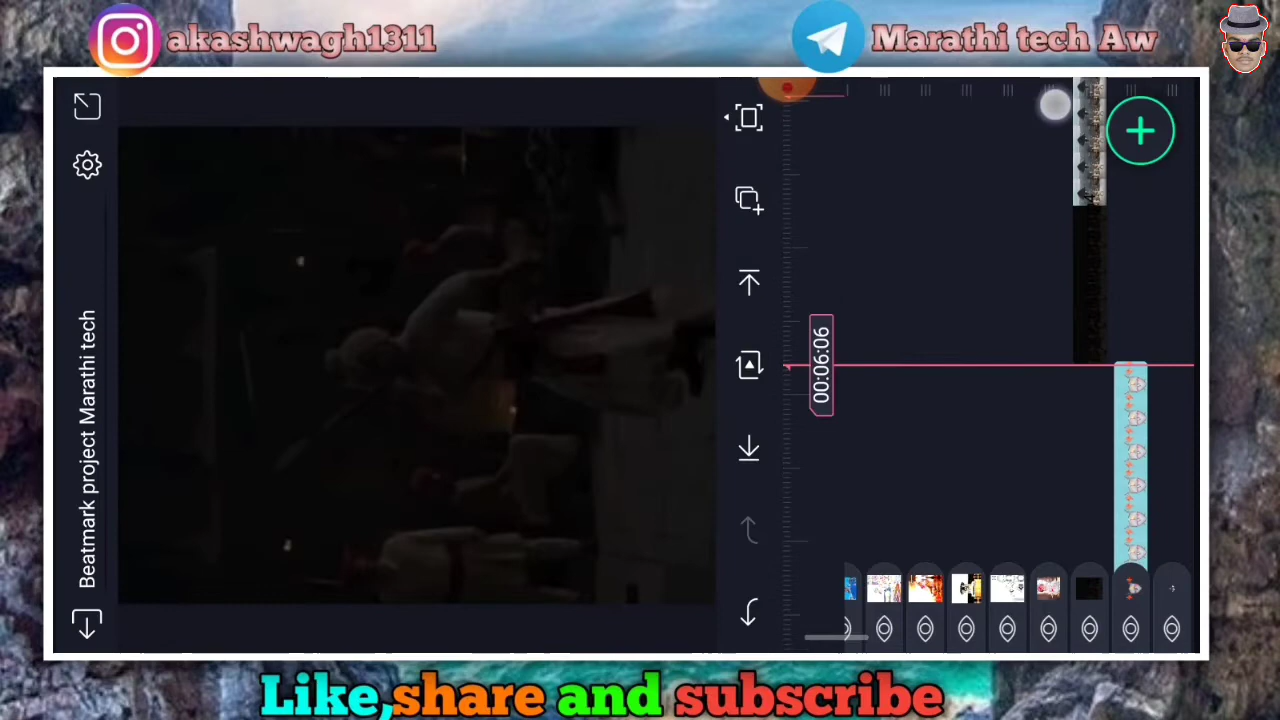 akashwagh1311
Marathi tech Aw
Beatmark project Marathi tech
00:06:06
Like,share and subscribe